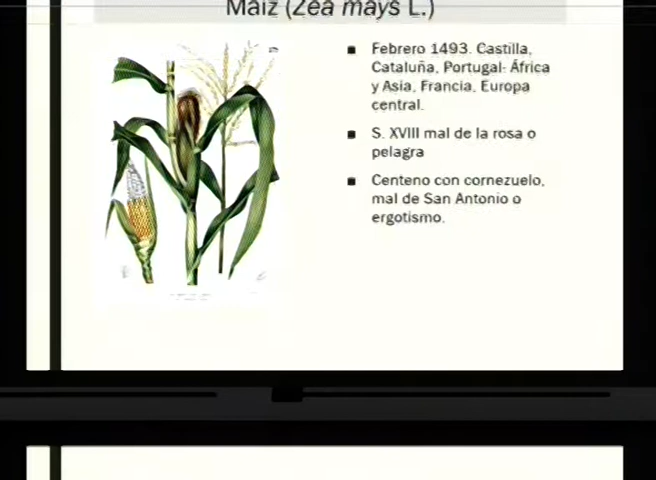 Maíz (Zea mays L.)
Febrero 1493. Castilla,
Cataluña, Portugal: África
y Asia, Francia, Europa
central.
S. XVIII mal de la rosa o
pelagra
Centeno con cornezuelo,
mal de San Antonio o
ergotismo.